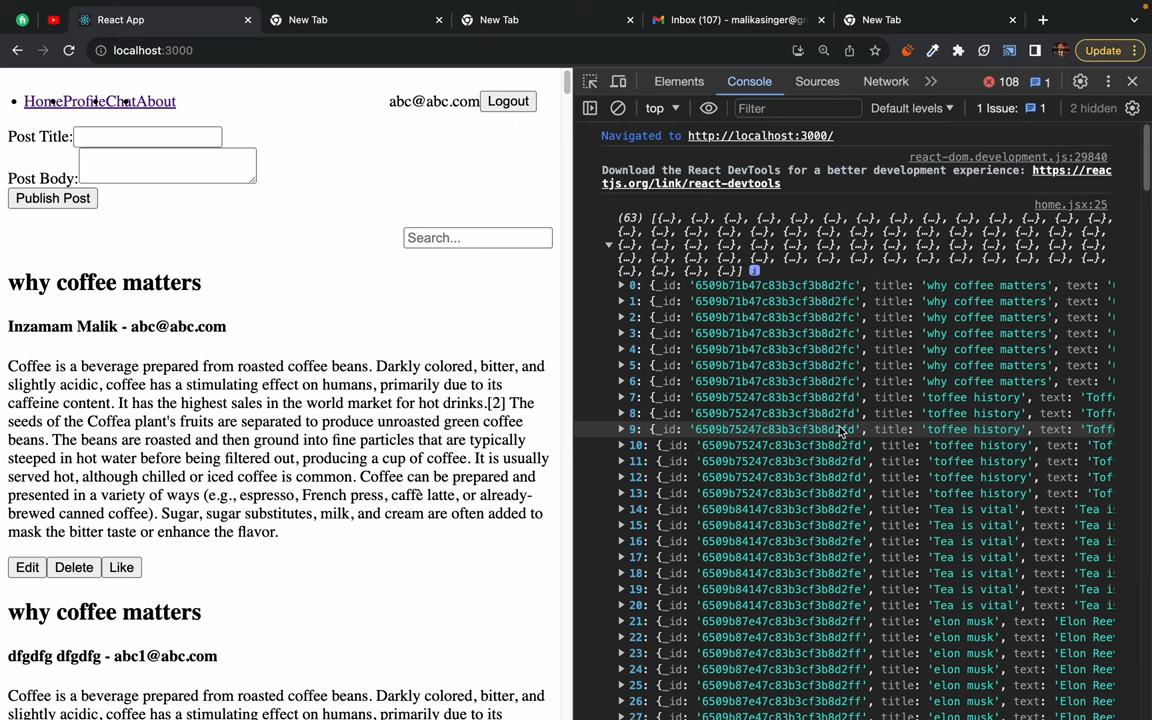 React App
New Tab
New Tab
Inbox (107) - malikasinger@g
New Tab
localhost:3000
Update
HomeProfileChatAbout
abc@abc.com
Logout
Post Title:
Post Body:
Publish Post
Search...
why coffee matters
Inzamam Malik - abc@abc.com
Coffee is a beverage prepared from roasted coffee beans. Darkly colored, bitter, and
slightly acidic, coffee has a stimulating effect on humans, primarily due to its
caffeine content. It has the highest sales in the world market for hot drinks.[2] The
seeds of the Coffea plant's fruits are separated to produce unroasted green coffee
beans. The beans are roasted and then ground into fine particles that are typically
steeped in hot water before being filtered out, producing a cup of coffee. It is usually
served hot, although chilled or iced coffee is common. Coffee can be prepared and
presented in a variety of ways (e.g., espresso, French press, caffè latte, or already-
brewed canned coffee). Sugar, sugar substitutes, milk, and cream are often added to
mask the bitter taste or enhance the flavor.
Edit Delete Like
why coffee matters
dfgdfg dfgdfg - abc1@abc.com
Coffee is a beverage prepared from roasted coffee beans. Darkly colored, bitter, and
slightly acidic, coffee has a stimulating effect on humans, primarily due to its
Elements Console Sources Network 108 1
top Filter Default levels 1 Issue: 1 2 hidden
Navigated to http://localhost:3000/
react-dom.development.js:29840
Download the React DevTools for a better development experience: https://reac
tjs.org/link/react-devtools
home.jsx:25
(63) [{…}, {…}, {…}, {…}, {…}, {…}, {…}, {…}, {…}, {…}, {…}, {…}, {…}, {…},
{…}, {…}, {…}, {…}, {…}, {…}, {…}, {…}, {…}, {…}, {…}, {…}, {…}, {…}, {…},
{…}, {…}, {…}, {…}, {…}, {…}, {…}, {…}, {…}, {…}, {…}, {…}, {…}, {…}, {…},
{…}, {…}, {…}, {…}, {…}, {…}, {…}, {…}, {…}, {…}, {…}, {…}, {…}, {…}, {…},
{…}, {…}, {…}, {…}]
0: {_id: '6509b71b47c83b3cf3b8d2fc', title: 'why coffee matters', text: '
1: {_id: '6509b71b47c83b3cf3b8d2fc', title: 'why coffee matters', text: '
2: {_id: '6509b71b47c83b3cf3b8d2fc', title: 'why coffee matters', text: '
3: {_id: '6509b71b47c83b3cf3b8d2fc', title: 'why coffee matters', text: '
4: {_id: '6509b71b47c83b3cf3b8d2fc', title: 'why coffee matters', text: '
5: {_id: '6509b71b47c83b3cf3b8d2fc', title: 'why coffee matters', text: '
6: {_id: '6509b71b47c83b3cf3b8d2fc', title: 'why coffee matters', text: '
7: {_id: '6509b75247c83b3cf3b8d2fd', title: 'toffee history', text: 'Toff
8: {_id: '6509b75247c83b3cf3b8d2fd', title: 'toffee history', text: 'Toff
9: {_id: '6509b75247c83b3cf3b8d2fd', title: 'toffee history', text: 'Toff
10: {_id: '6509b75247c83b3cf3b8d2fd', title: 'toffee history', text: 'Tof
11: {_id: '6509b75247c83b3cf3b8d2fd', title: 'toffee history', text: 'Tof
12: {_id: '6509b75247c83b3cf3b8d2fd', title: 'toffee history', text: 'Tof
13: {_id: '6509b75247c83b3cf3b8d2fd', title: 'toffee history', text: 'Tof
14: {_id: '6509b84147c83b3cf3b8d2fe', title: 'Tea is vital', text: 'Tea i
15: {_id: '6509b84147c83b3cf3b8d2fe', title: 'Tea is vital', text: 'Tea i
16: {_id: '6509b84147c83b3cf3b8d2fe', title: 'Tea is vital', text: 'Tea i
17: {_id: '6509b84147c83b3cf3b8d2fe', title: 'Tea is vital', text: 'Tea i
18: {_id: '6509b84147c83b3cf3b8d2fe', title: 'Tea is vital', text: 'Tea i
19: {_id: '6509b84147c83b3cf3b8d2fe', title: 'Tea is vital', text: 'Tea i
20: {_id: '6509b84147c83b3cf3b8d2fe', title: 'Tea is vital', text: 'Tea i
21: {_id: '6509b87e47c83b3cf3b8d2ff', title: 'elon musk', text: 'Elon Ree
22: {_id: '6509b87e47c83b3cf3b8d2ff', title: 'elon musk', text: 'Elon Ree
23: {_id: '6509b87e47c83b3cf3b8d2ff', title: 'elon musk', text: 'Elon Ree
24: {_id: '6509b87e47c83b3cf3b8d2ff', title: 'elon musk', text: 'Elon Ree
25: {_id: '6509b87e47c83b3cf3b8d2ff', title: 'elon musk', text: 'Elon Ree
26: {_id: '6509b87e47c83b3cf3b8d2ff', title: 'elon musk', text: 'Elon Ree
27: {_id: '6509b87e47c83b3cf3b8d2ff', title: 'elon musk', text: 'Elon Ree